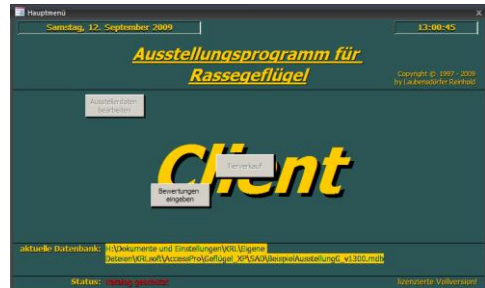 Hauptmenü
Samstag, 12. September 2009
13:00:45
Ausstellungsprogramm für
Rassegeflügel
Copyright © 1997 - 2009
by Laubensdörfer Reinhold
Ausstellerdaten
bearbeiten
Client
Tierverkauf
Bewertungen
eingeben
aktuelle Datenbank:
H:\Dokumente und Einstellungen\KRL\Eigene
Dateien\KRLsoft\AccessPro\Geflügel_XP\SAD\BeispielAusstellungG_v1300.mdb
Status:
lizenzierte Vollversion!